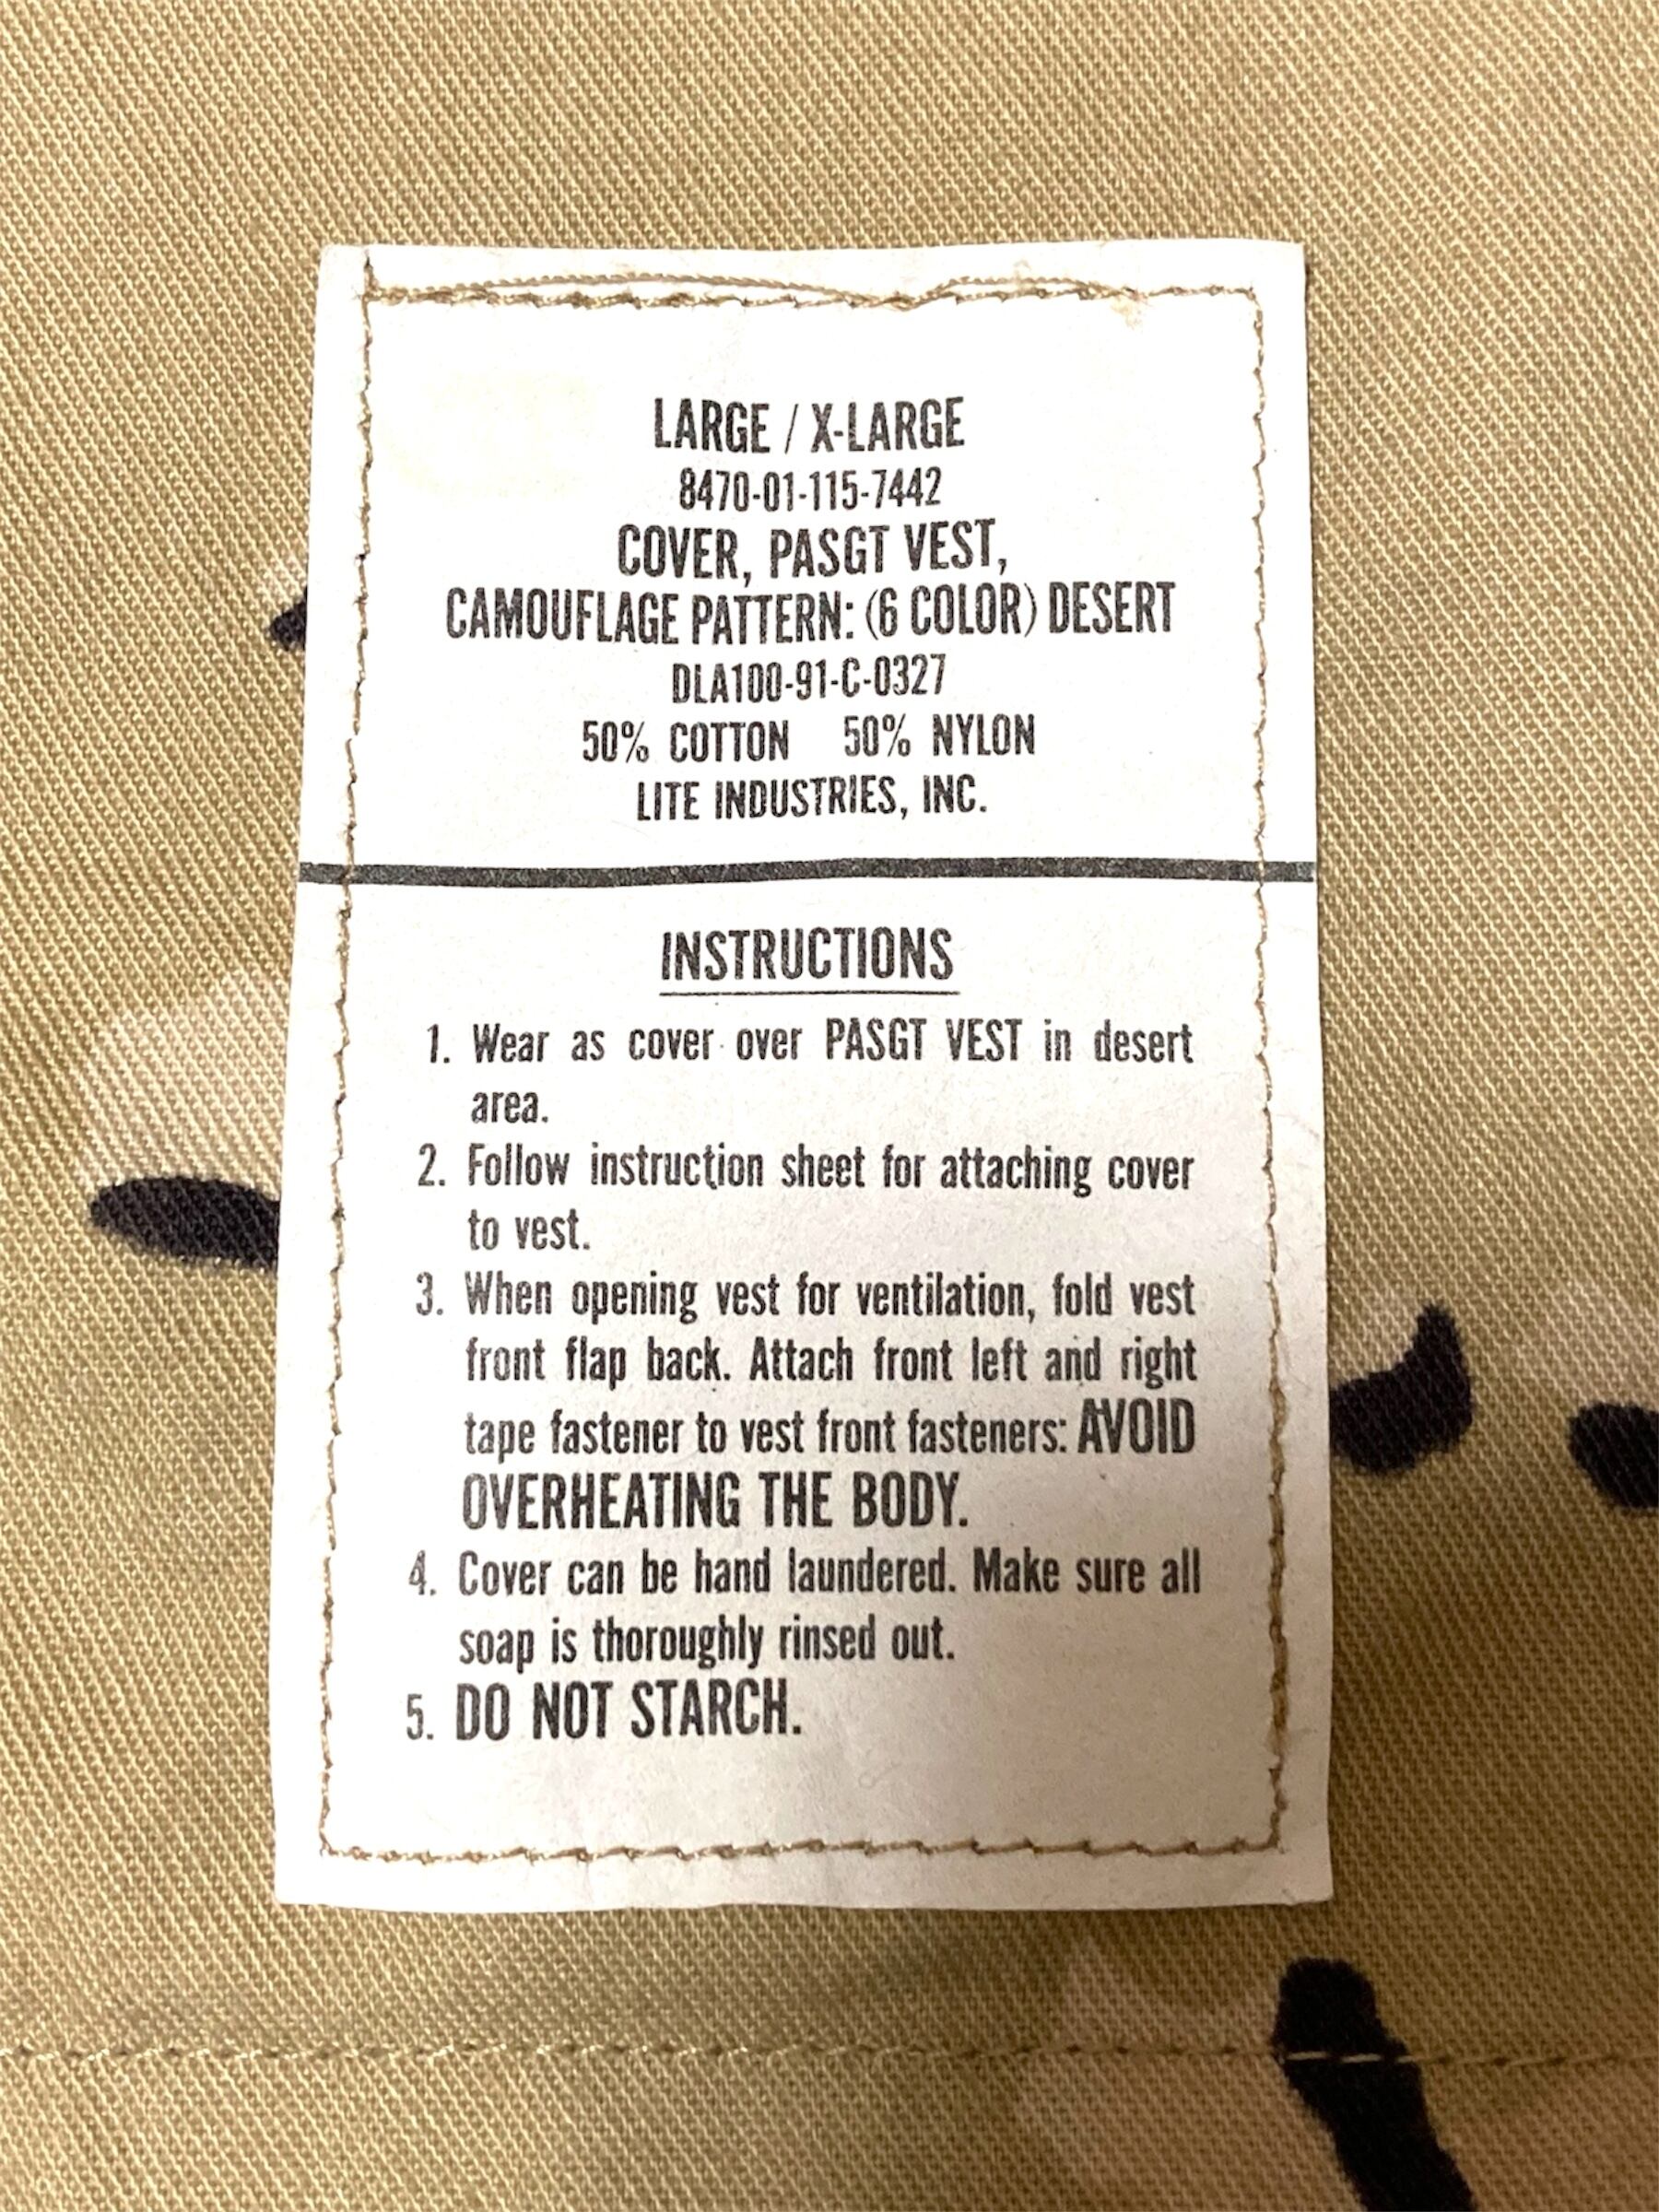 LARGE / X-LARGE
8470-01-115-7442
COVER, PASGT VEST,
CAMOUFLAGE PATTERN: (6 COLOR) DESERT
DLA100-91-C-0327
50% COTTON 50% NYLON
LITE INDUSTRIES, INC.
INSTRUCTIONS
1. Wear as cover over PASGT VEST in desert
area.
2. Follow instruction sheet for attaching cover
to vest.
3. When opening vest for ventilation, fold vest
front flap back. Attach front left and right
tape fastener to vest front fasteners: AVOID
OVERHEATING THE BODY.
4. Cover can be hand laundered. Make sure all
soap is thoroughly rinsed out.
5. DO NOT STARCH.